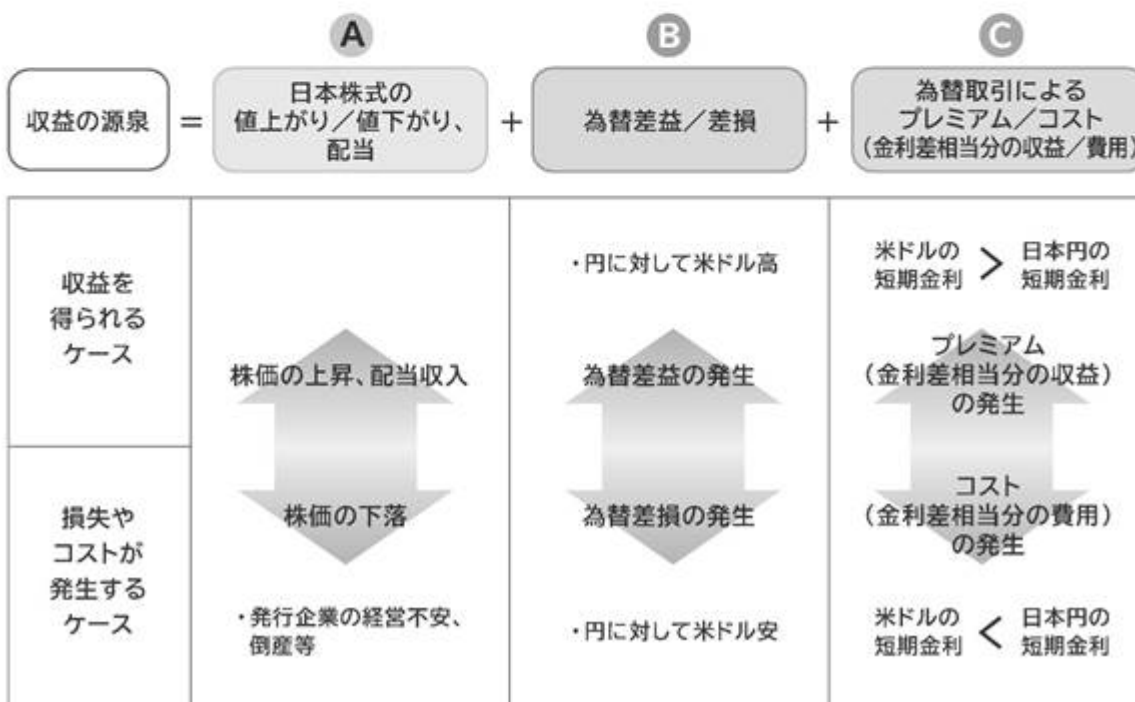 A
B
C
収益の源泉
=
日本株式の
値上がり／値下がり、
配当
+
為替差益／差損
+
為替取引による
プレミアム／コスト
(金利差相当分の収益／費用)
収益を
得られる
ケース
株価の上昇、配当収入
・円に対して米ドル高
為替差益の発生
米ドルの
短期金利
>
日本円の
短期金利
プレミアム
(金利差相当分の収益)
の発生
損失や
コストが
発生する
ケース
株価の下落
・発行企業の経営不安、
倒産等
為替差損の発生
・円に対して米ドル安
コスト
(金利差相当分の費用)
の発生
米ドルの
短期金利
<
日本円の
短期金利